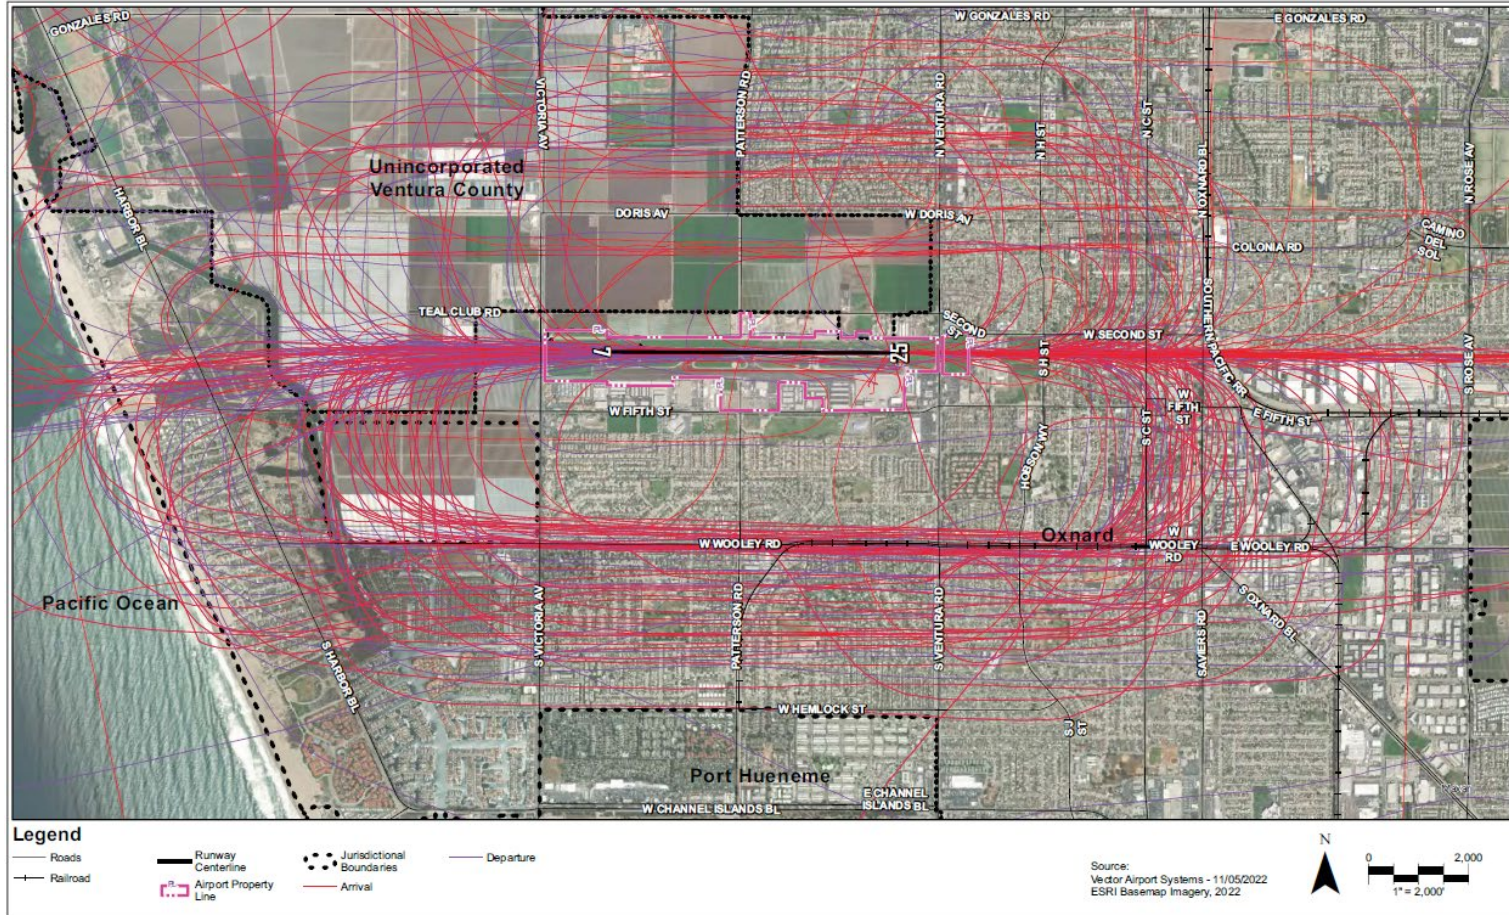 GONZALES RD
W GONZALES RD
E GONZALES RD
VICTORIA AV
PATTERSON RD
N VENTURA RD
N H ST
N C ST
N OXNARD BL
N ROSE AV
Unincorporated
Ventura County
HARBOR BL
DORIS AV
W DORIS AV
COLONIA RD
CAMINO
DEL
SOL
TEAL CLUB RD
SECOND
ST
W SECOND ST
SOUTHERN PACIFIC RR
7
25
S H ST
S ROSE AV
W FIFTH ST
W
FIFTH
ST
E FIFTH ST
S C ST
HOBSON WY
Oxnard
W WOOLEY RD
W
WOOLEY
RD
E WOOLEY RD
Pacific Ocean
S VICTORIA AV
PATTERSON RD
S VENTURA RD
SAVIERS RD
S OXNARD BL
S HARBOR BL
W HEMLOCK ST
S J
ST
Port Hueneme
W CHANNEL ISLANDS BL
E CHANNEL
ISLANDS BL
Legend
Roads
Railroad
Runway
Centerline
Airport Property
Line
Jurisdictional
Boundaries
Arrival
Departure
Source:
Vector Airport Systems - 11/05/2022
ESRI Basemap Imagery, 2022
N
0
2,000
1" = 2,000'